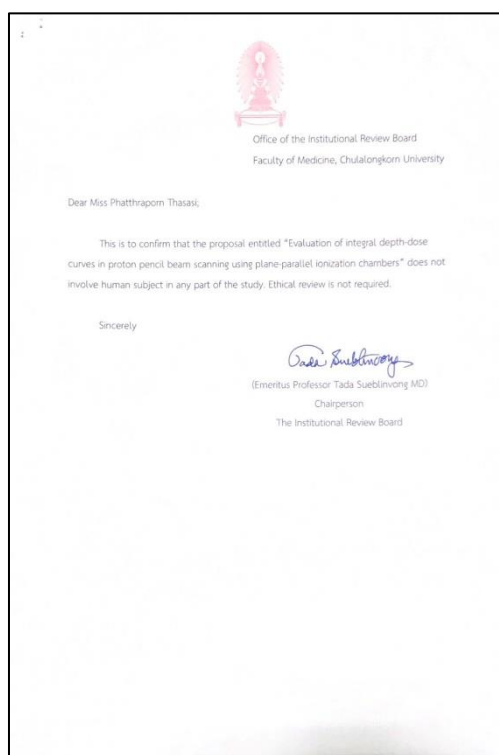 Office of the Institutional Review Board
Faculty of Medicine, Chulalongkorn University
Dear Miss Phatthraporn Thasasi,
This is to confirm that the proposal entitled "Evaluation of integral depth-dose
curves in proton pencil beam scanning using plane-parallel ionization chambers" does not
involve human subject in any part of the study. Ethical review is not required.
Sincerely
Tada Sueblinvong
(Emeritus Professor Tada Sueblinvong MD)
Chairperson
The Institutional Review Board